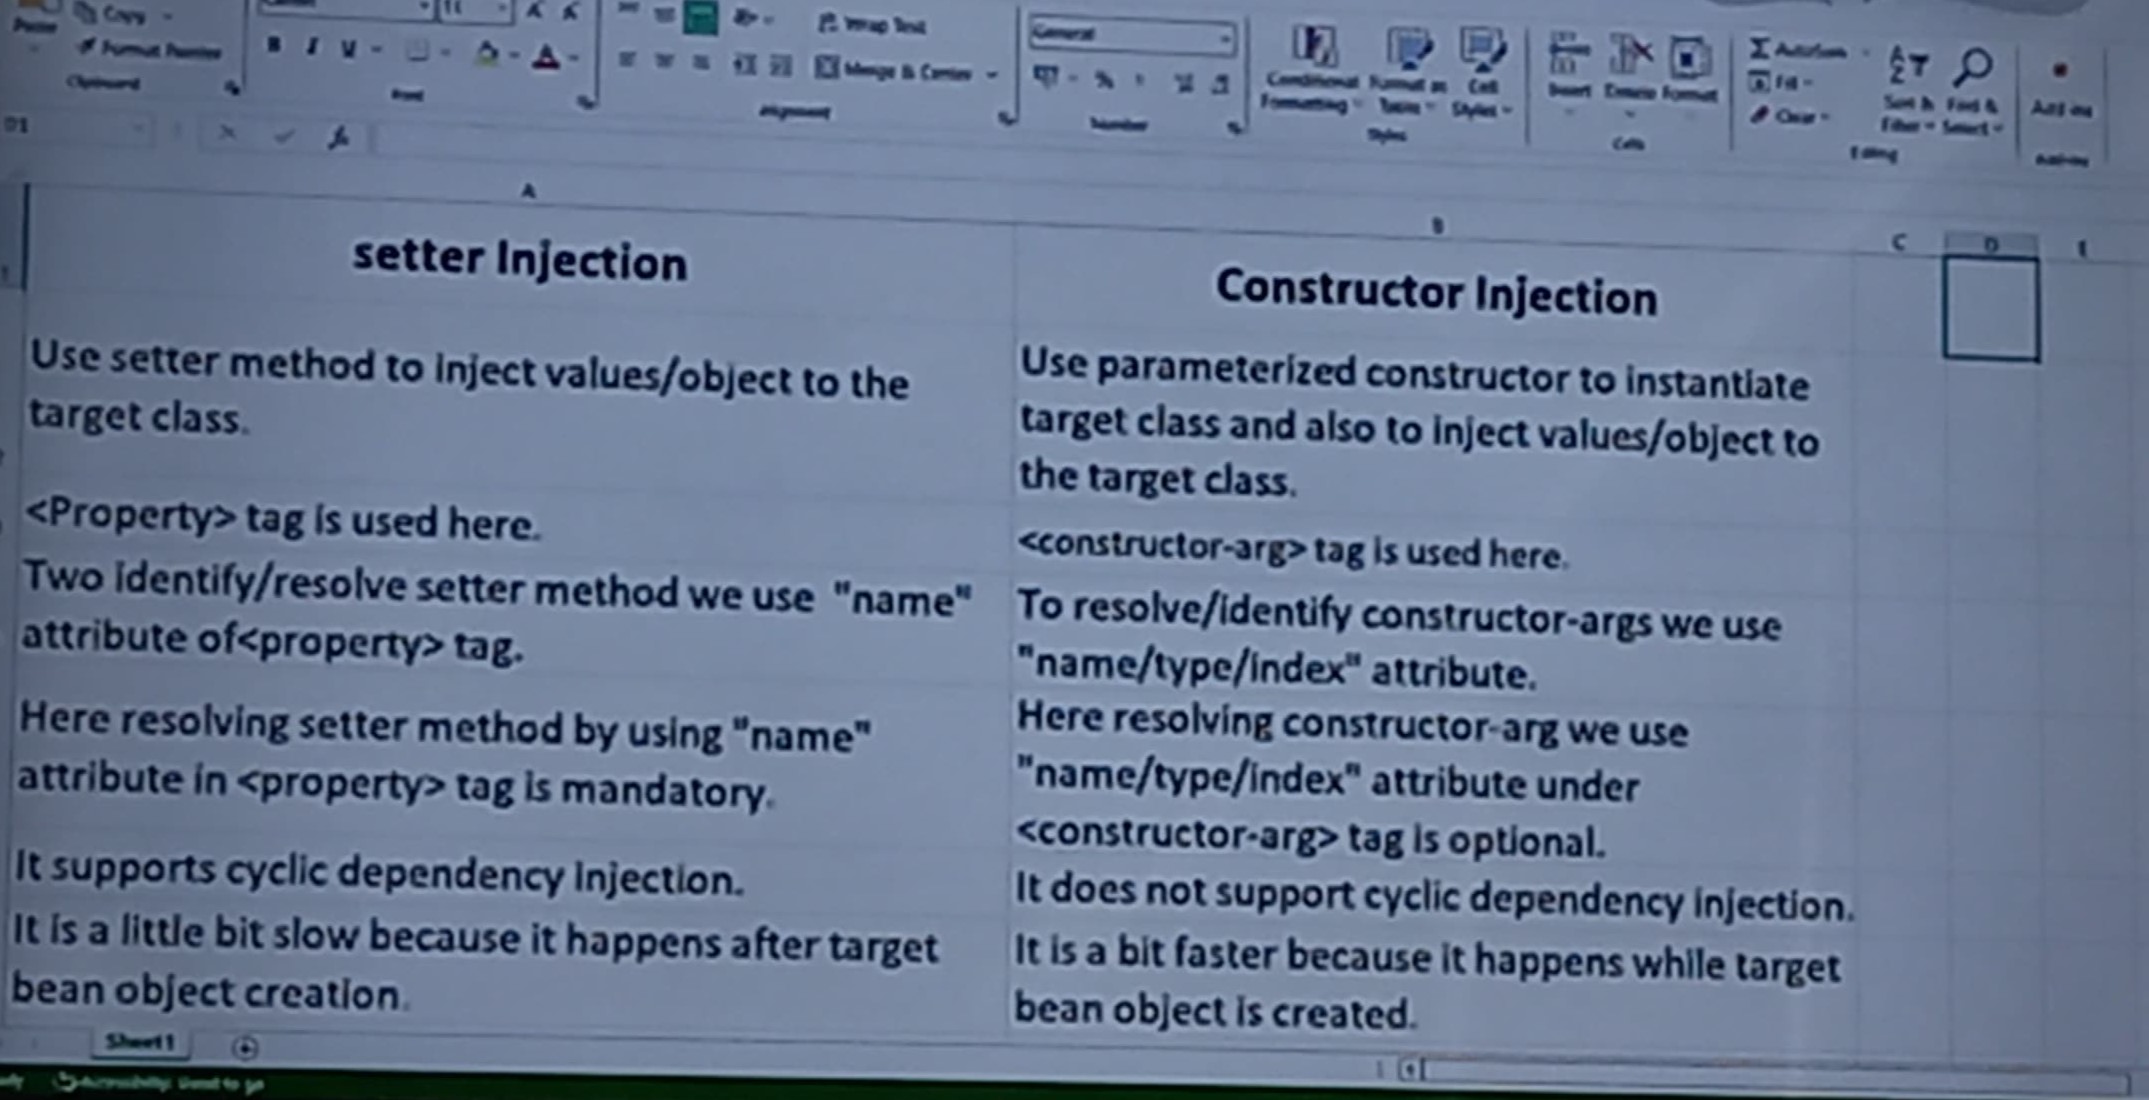 Copy
Format Painter
Clipboard
11
B I U
Font
Wrap Text
Merge & Center
Alignment
General
Number
Conditional Formatting
Format as Table
Cell Styles
Styles
Insert Delete Format
Cells
AutoSum
Fill
Clear
Sort & Filter
Find & Select
Editing
D1
fx
A B C D E
setter Injection
Use setter method to inject values/object to the
target class.
<Property> tag is used here.
Two identify/resolve setter method we use "name"
attribute of<property> tag.
Here resolving setter method by using "name"
attribute in <property> tag is mandatory.
It supports cyclic dependency injection.
It is a little bit slow because it happens after target
bean object creation.
Constructor Injection
Use parameterized constructor to instantiate
target class and also to inject values/object to
the target class.
<constructor-arg> tag is used here.
To resolve/identify constructor-args we use
"name/type/index" attribute.
Here resolving constructor-arg we use
"name/type/index" attribute under
<constructor-arg> tag is optional.
It does not support cyclic dependency injection.
It is a bit faster because it happens while target
bean object is created.
Sheet1
Accessibility: Good to go